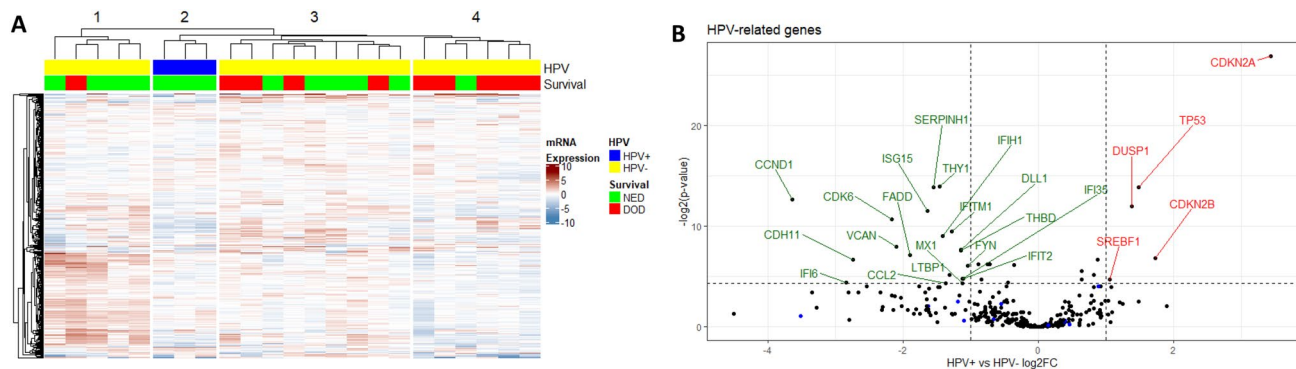 A
1 2 3 4
HPV
Survival
mRNA
Expression
10
5
0
-5
-10
HPV
HPV+
HPV-
Survival
NED
DOD
B
HPV-related genes
CDKN2A
SERPINH1
TP53
IFIH1
ISG15
THY1
DUSP1
CCND1
DLL1
CDK6
FADD
IFI35
IFITM1
CDKN2B
VCAN
THBD
CDH11
MX1
FYN
SREBF1
LTBP1
IFIT2
IFI6
CCL2
-log2(p-value)
20
10
0
-4 -2 0 2
HPV+ vs HPV- log2FC